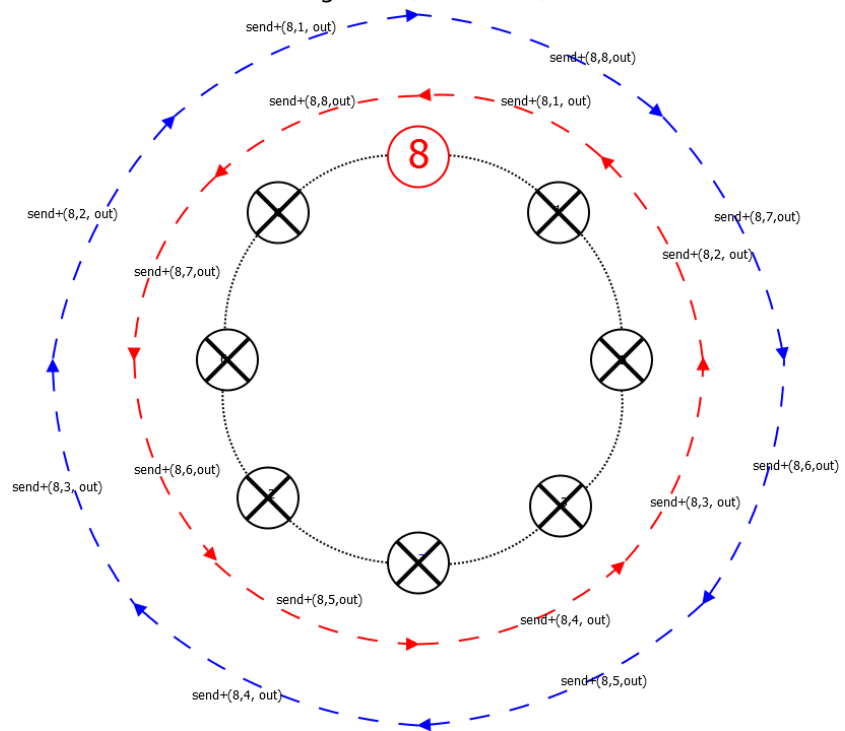 send+(8,1, out)
send+(8,8,out)
send+(8,8,out)
send+(8,1, out)
8
send+(8,2, out)
send+(8,7,out)
send+(8,2, out)
send+(8,7,out)
send+(8,6,out)
send+(8,6,out)
send+(8,3, out)
send+(8,3, out)
send+(8,5,out)
send+(8,4, out)
send+(8,5,out)
send+(8,4, out)